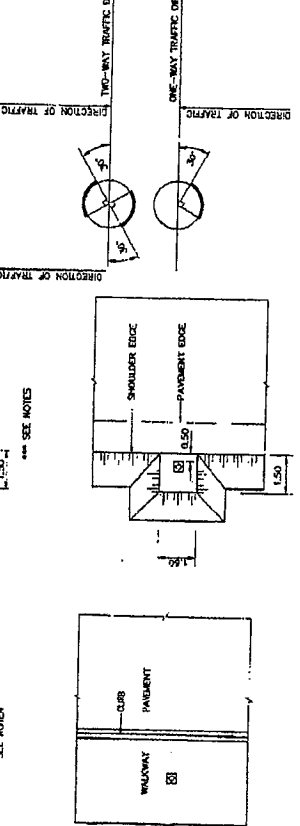 SEE NOTES
WALKWAY
CURB
PAVEMENT
1.50
*** SEE NOTES
SHOULDER EDGE
PAVEMENT EDGE
0.50
1.50
DIRECTION OF TRAFFIC
DIRECTION OF TRAFFIC
TWO-WAY TRAFFIC
30°
ONE-WAY TRAFFIC
DIRECTION OF TRAFFIC
30°